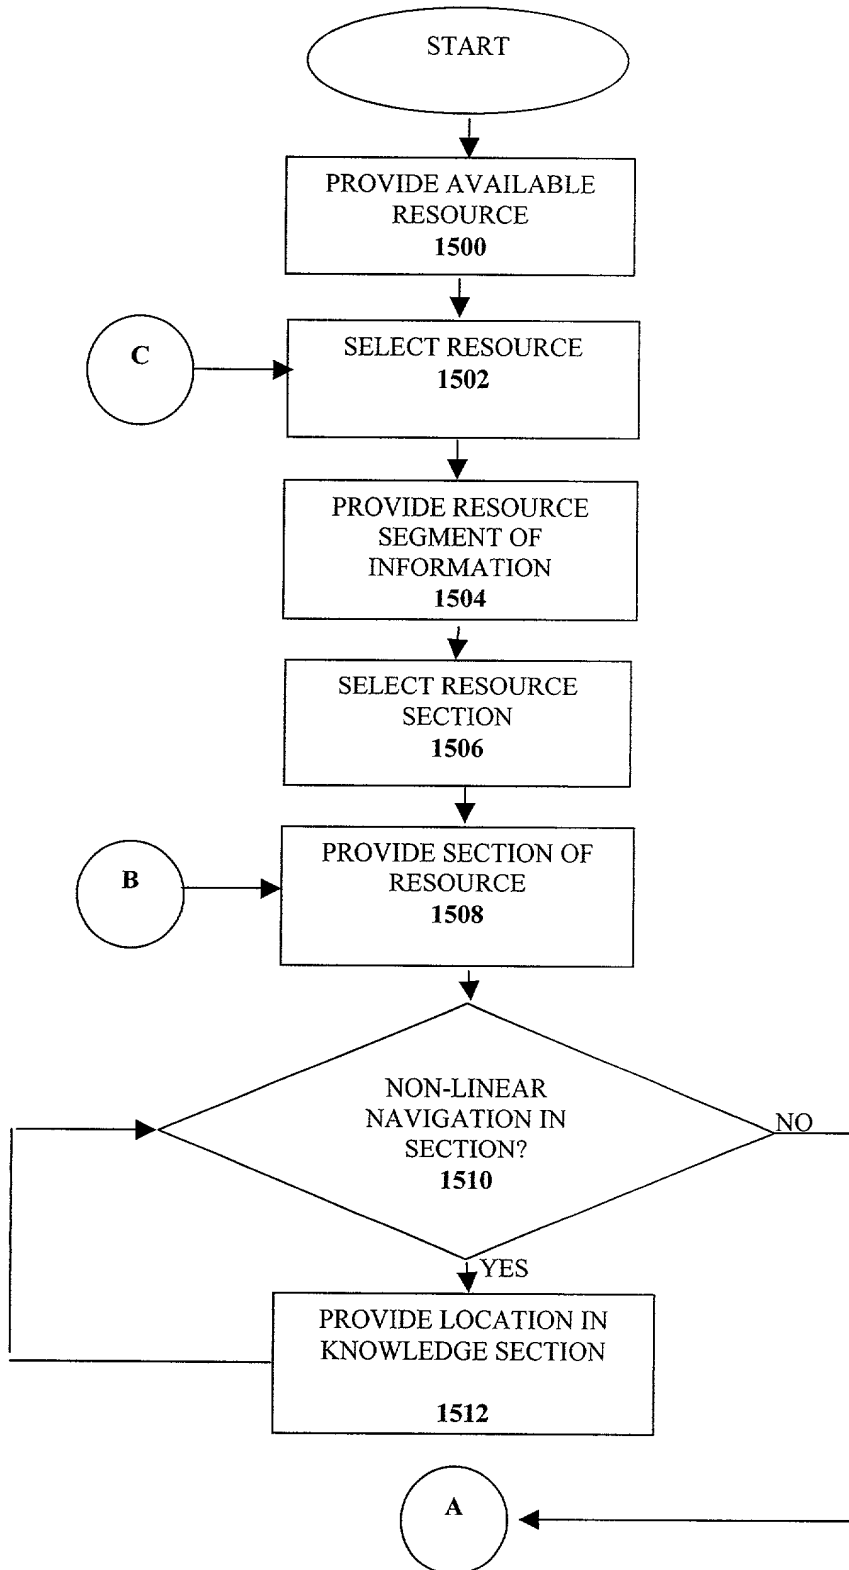 START
PROVIDE AVAILABLE
RESOURCE
1500
C
SELECT RESOURCE
1502
PROVIDE RESOURCE
SEGMENT OF
INFORMATION
1504
SELECT RESOURCE
SECTION
1506
B
PROVIDE SECTION OF
RESOURCE
1508
NON-LINEAR
NAVIGATION IN
SECTION?
1510
NO
YES
PROVIDE LOCATION IN
KNOWLEDGE SECTION
1512
A